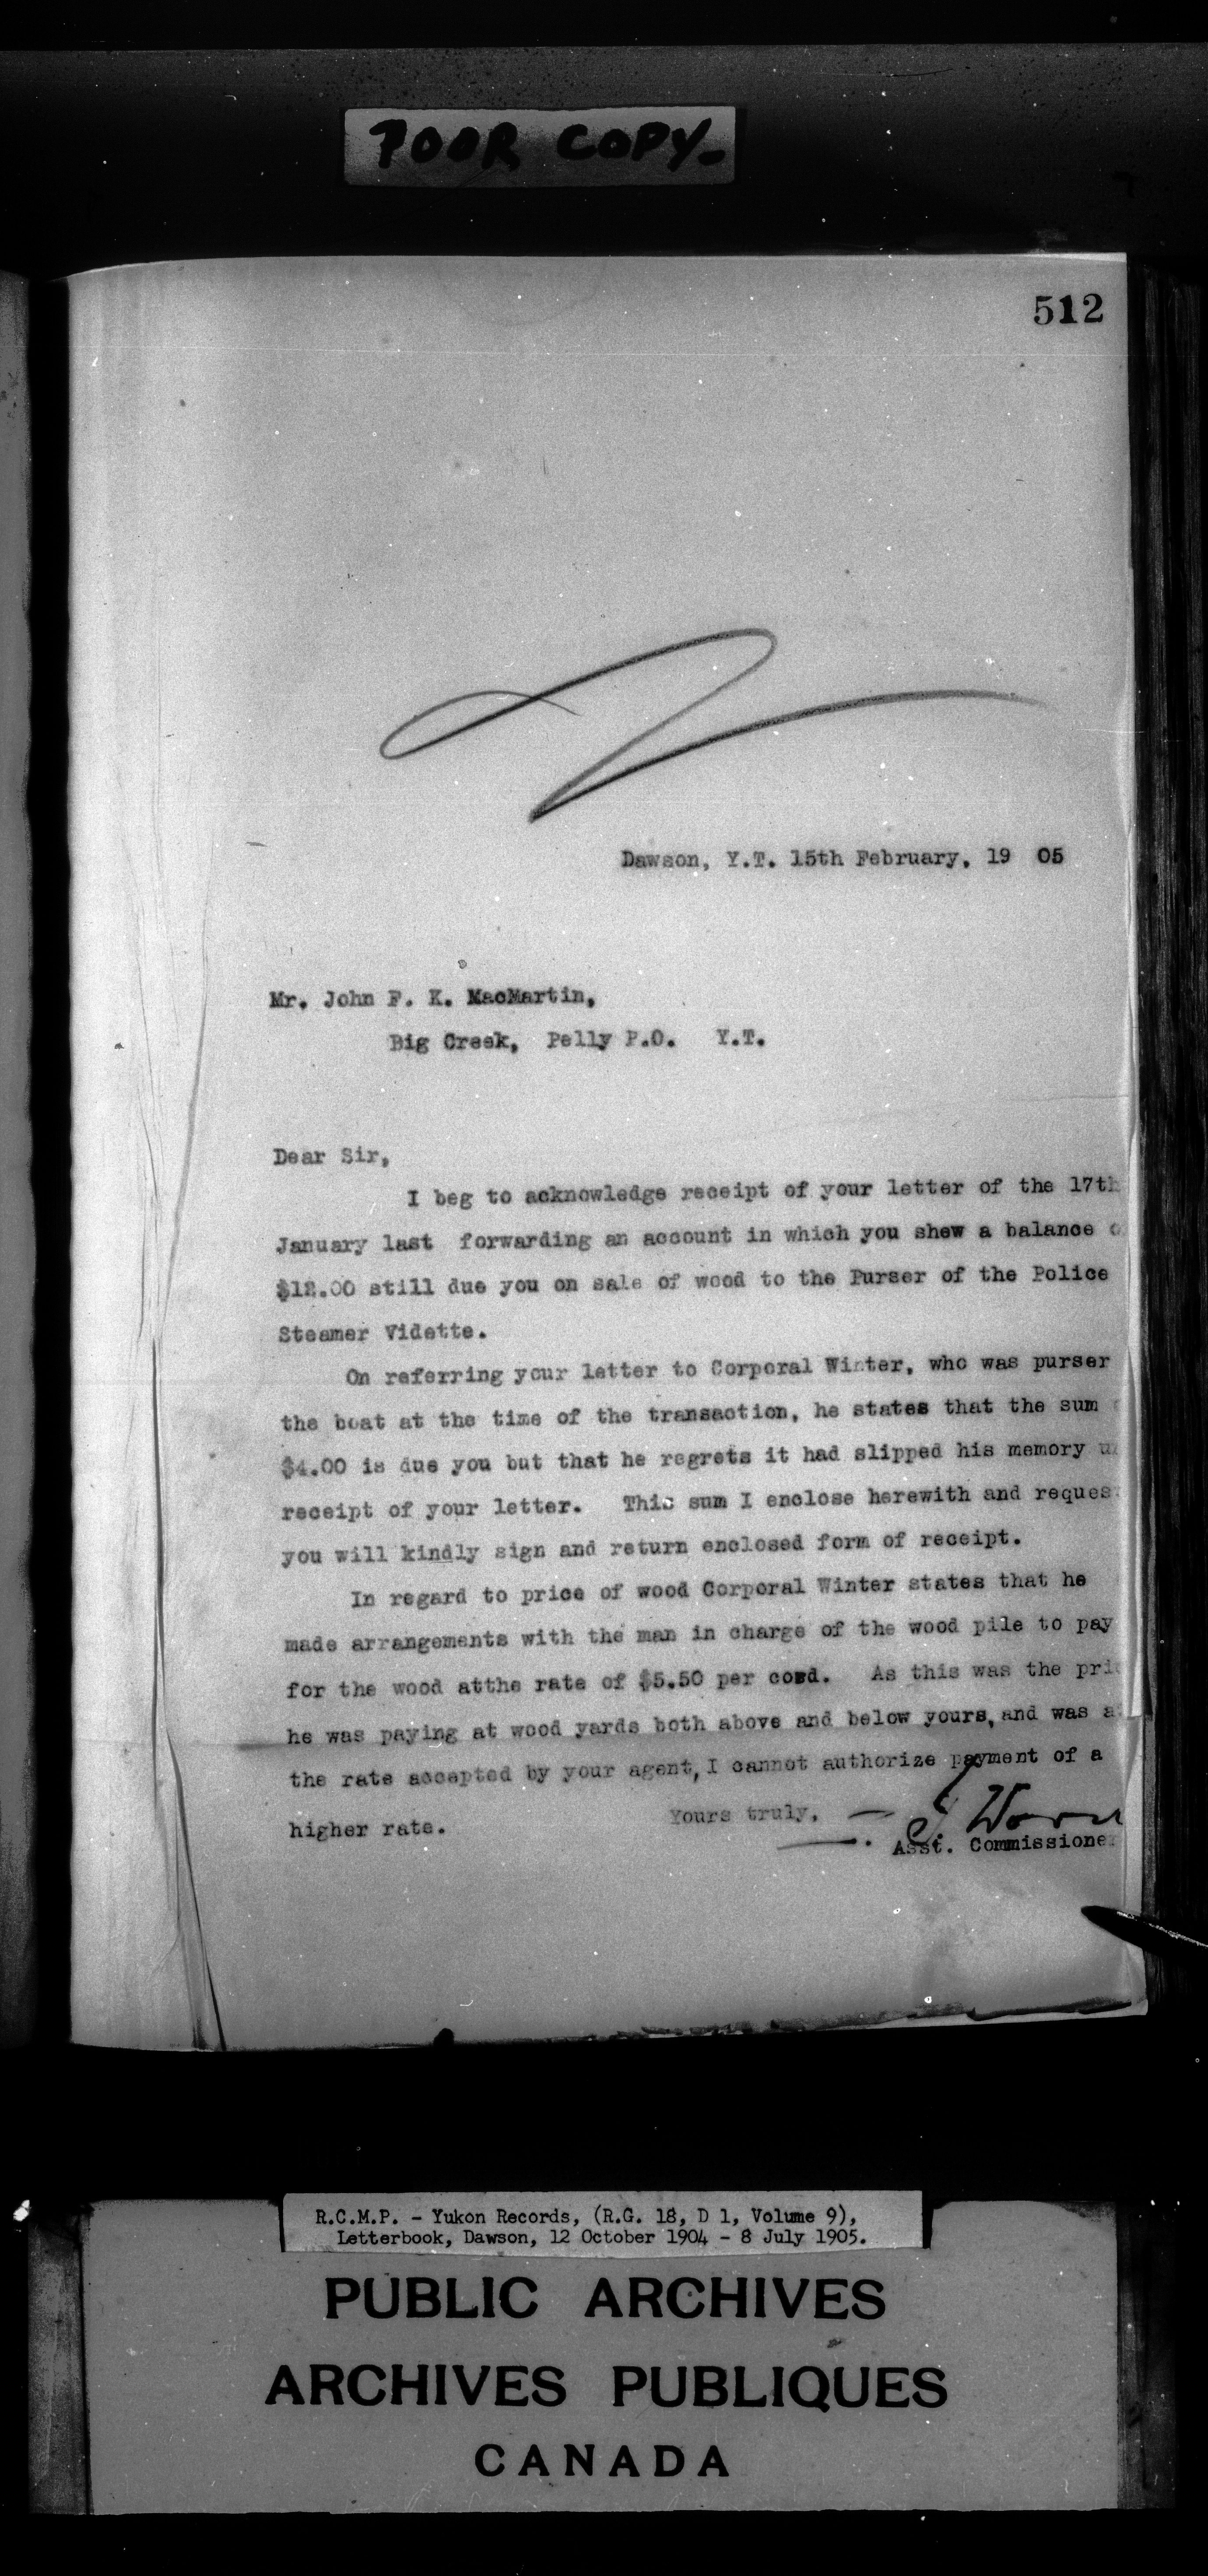 POOR COPY-
512
Dawson, Y.T. 15th February, 19 05
Mr. John F. K. MacMartin,
Big Creek, Pelly P.O. Y.T.
Dear Sir,
I beg to acknowledge receipt of your letter of the 17th
January last forwarding an account in which you shew a balance
$12.00 still due you on sale of wood to the Purser of the Police
Steamer Vidette.
On referring your letter to Corporal Winter, who was purser
the boat at the time of the transaction, he states that the sum
$4.00 is due you but that he regrets it had slipped his memory
receipt of your letter. This sum I enclose herewith and reques
you will kindly sign and return enclosed form of receipt.
In regard to price of wood Corporal Winter states that he
made arrangements with the man in charge of the wood pile to pay
for the wood atthe rate of $5.50 per cord. As this was the pri
he was paying at wood yards both above and below yours, and was a
the rate accepted by your agent, I cannot authorize payment of a
higher rate. Yours truly,
Asst. Commissione
R.C.M.P. - Yukon Records, (R.G. 18, D 1, Volume 9),
Letterbook, Dawson, 12 October 1904 - 8 July 1905.
PUBLIC ARCHIVES
ARCHIVES PUBLIQUES
CANADA